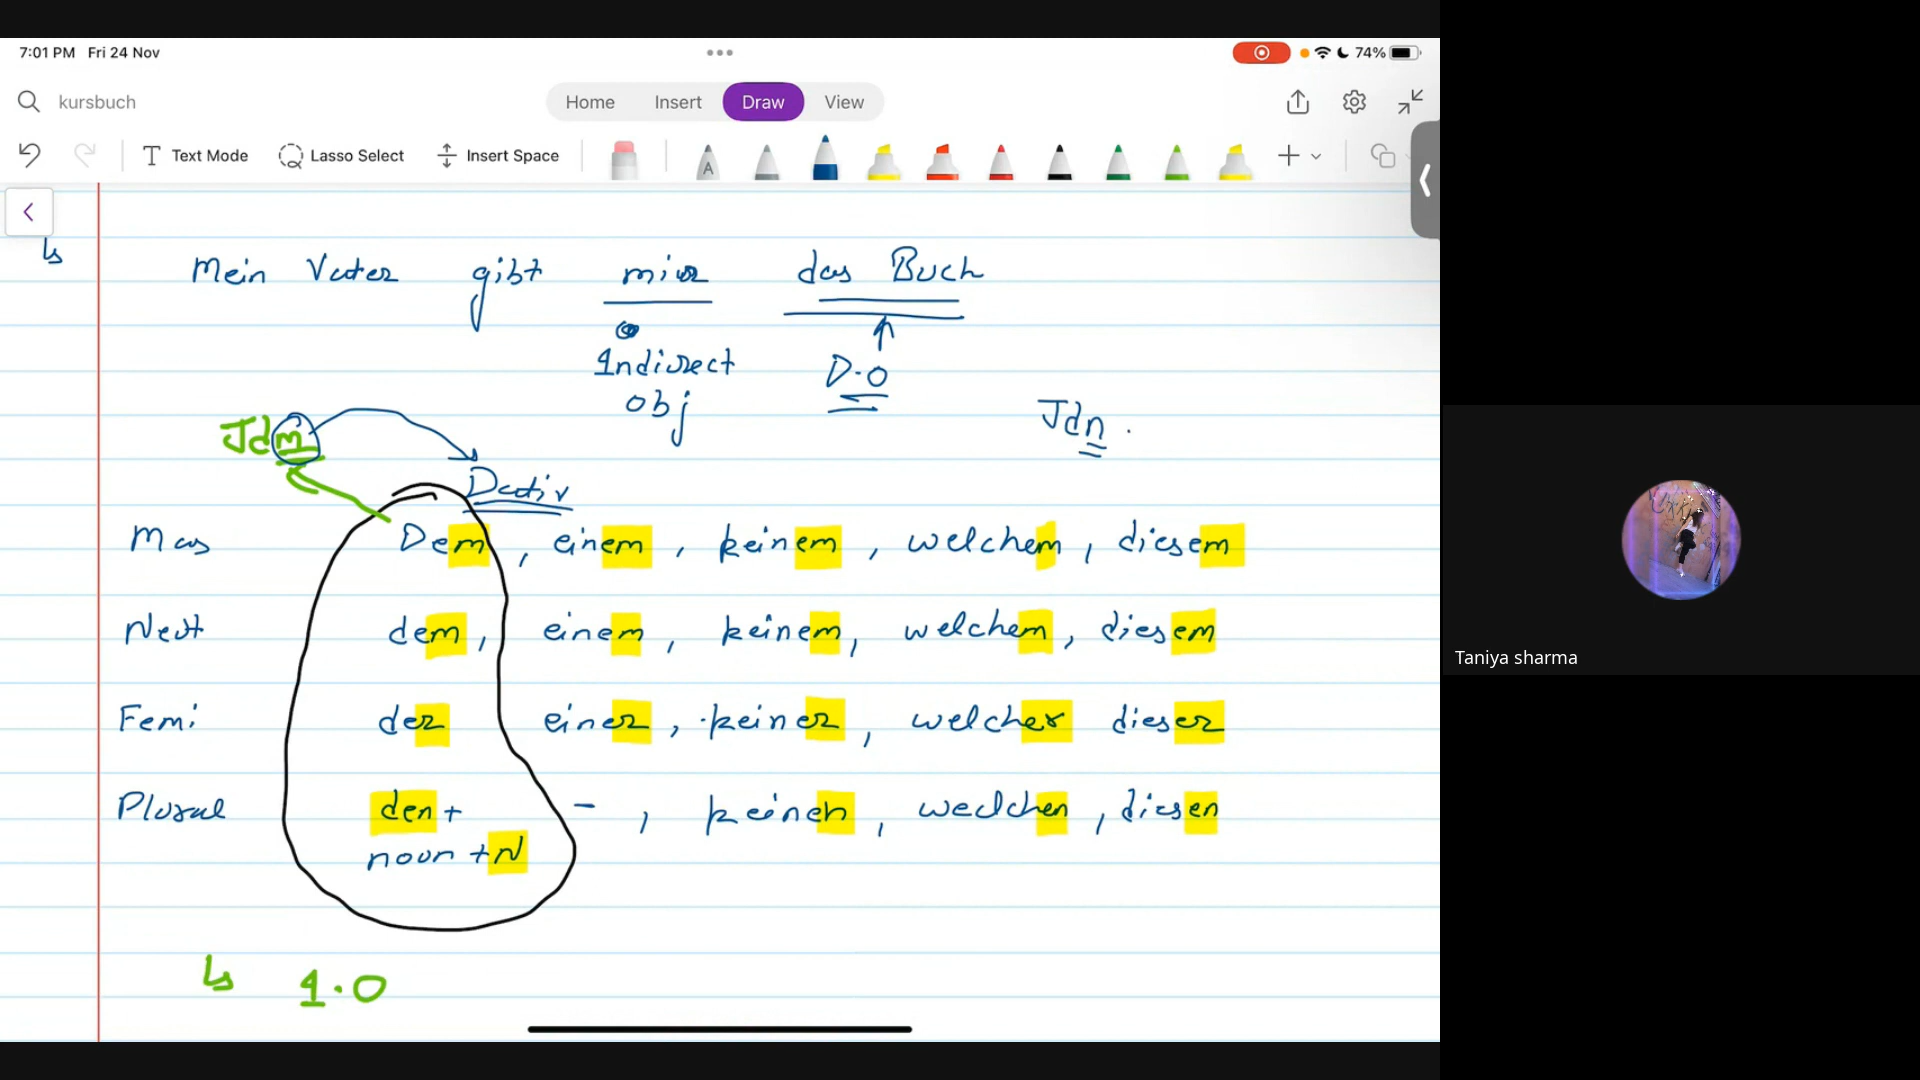 7:01 PM Fri 24 Nov 74%
kursbuch Home Insert Draw View
Text Mode Lasso Select Insert Space A
Mein Vater gibt mir das Buch
Indirect D.O
obj
Jdm Jdn.
Dativ
Mas Dem, einem, keinem, welchem, diesem
Neut dem, einem, keinem, welchem, diesem
Femi der einer, keiner, welcher dieser
Plural den + -, keinen, welchen, diesen
noun + N
↳ I.O
Taniya sharma